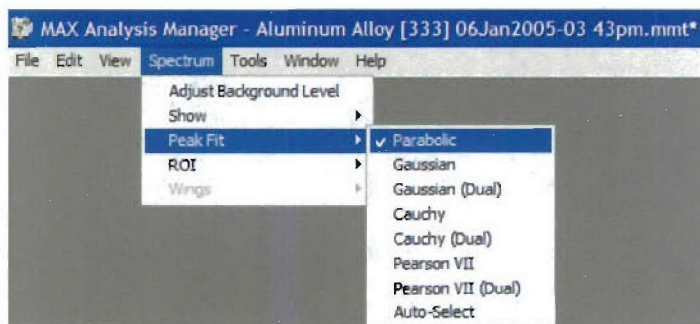 MAX Analysis Manager - Aluminum Alloy [333] 06Jan2005-03 43pm.mmt*
File Edit View Spectrum Tools Window Help
Adjust Background Level
Show
Peak Fit
ROI
Wings
Parabolic
Gaussian
Gaussian (Dual)
Cauchy
Cauchy (Dual)
Pearson VII
Pearson VII (Dual)
Auto-Select